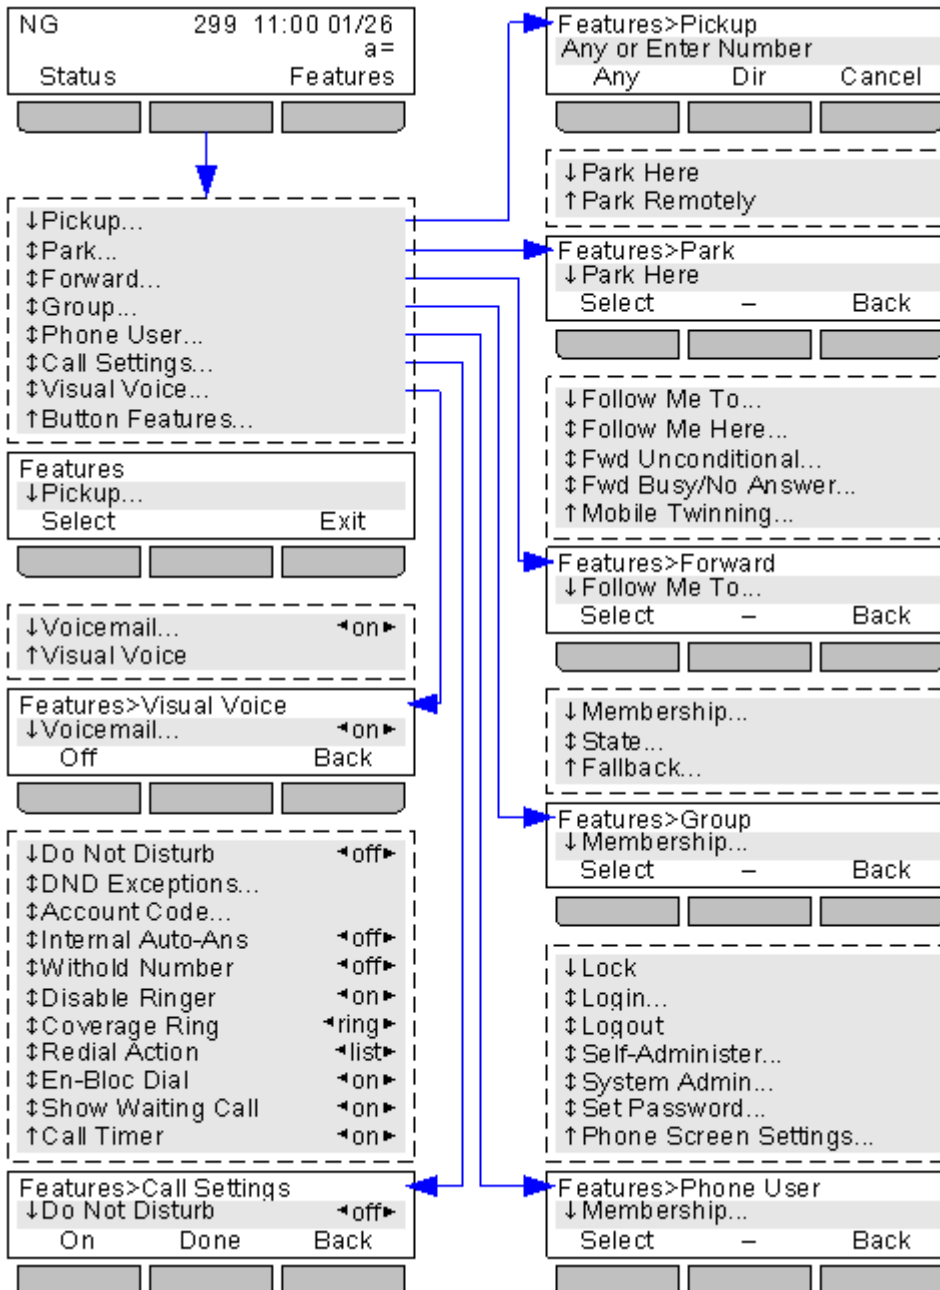 NG 299 11:00 01/26
a=
Status Features
↓Pickup...
↕Park...
↕Forward...
↕Group...
↕Phone User...
↕Call Settings...
↕Visual Voice...
↑Button Features...
Features
↓Pickup...
Select Exit
↓Voicemail... ◄on►
↑Visual Voice
Features>Visual Voice
↓Voicemail... ◄on►
Off Back
↓Do Not Disturb ◄off►
↕DND Exceptions...
↕Account Code...
↕Internal Auto-Ans ◄off►
↕Withold Number ◄off►
↕Disable Ringer ◄on►
↕Coverage Ring ◄ring►
↕Redial Action ◄list►
↕En-Bloc Dial ◄on►
↕Show Waiting Call ◄on►
↑Call Timer ◄on►
Features>Call Settings
↓Do Not Disturb ◄off►
On Done Back
Features>Pickup
Any or Enter Number
Any Dir Cancel
↓Park Here
↑Park Remotely
Features>Park
↓Park Here
Select – Back
↓Follow Me To...
↕Follow Me Here...
↕Fwd Unconditional...
↕Fwd Busy/No Answer...
↑Mobile Twinning...
Features>Forward
↓Follow Me To...
Select – Back
↓Membership...
↕State...
↑Fallback...
Features>Group
↓Membership...
Select – Back
↓Lock
↕Login...
↕Logout
↕Self-Administer...
↕System Admin...
↕Set Password...
↑Phone Screen Settings...
Features>Phone User
↓Membership...
Select – Back